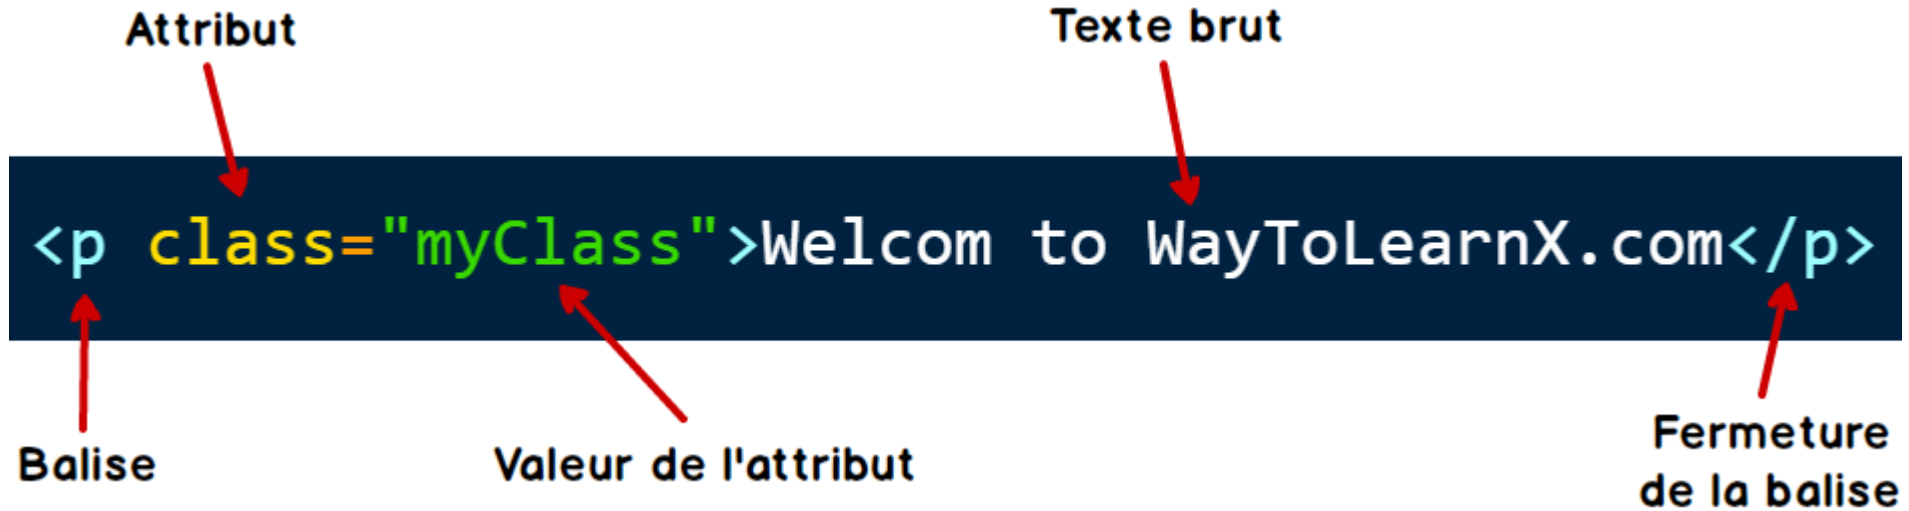 Attribut
Texte brut
<p class="myClass">Welcom to WayToLearnX.com</p>
Balise
Valeur de l'attribut
Fermeture
de la balise